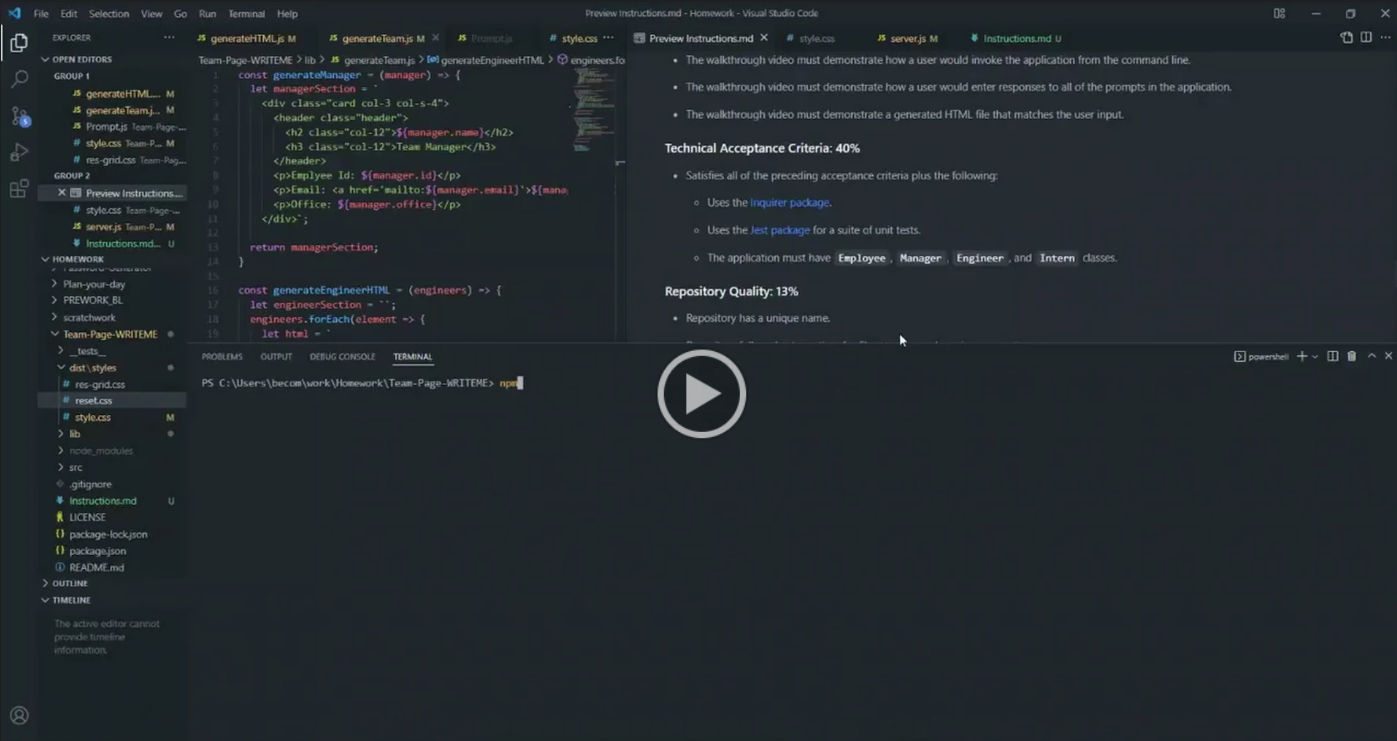 File Edit Selection View Go Run Terminal Help
Preview Instructions.md - Homework - Visual Studio Code
EXPLORER ...
OPEN EDITORS
GROUP 1
JS generateHTML.... M
JS generateTeam.j... M
JS Prompt.js Team-Page-...
# style.css Team-P... M
# res-grid.css Team-Pag...
GROUP 2
Preview Instructions....
# style.css Team-Page-...
JS server.js Team-P... M
Instructions.md... U
HOMEWORK
Password-Generator
Plan-your-day
PREWORK_BL
scratchwork
Team-Page-WRITEME
__tests__
dist\styles
# res-grid.css
# reset.css
# style.css M
lib
node_modules
src
.gitignore
Instructions.md U
LICENSE
{} package-lock.json
{} package.json
README.md
OUTLINE
TIMELINE
The active editor cannot
provide timeline
information.
JS generateHTML.js M JS generateTeam.js M JS Prompt.js # style.css ...
Team-Page-WRITEME > lib > JS generateTeam.js > generateEngineerHTML > engineers.fo
1 const generateManager = (manager) => {
2 let managerSection = `
3 <div class="card col-3 col-s-4">
4 <header class="header">
5 <h2 class="col-12">${manager.name}</h2>
6 <h3 class="col-12">Team Manager</h3>
7 </header>
8 <p>Emplyee Id: ${manager.id}</p>
9 <p>Email: <a href='mailto:${manager.email}'>${mana
10 <p>Office: ${manager.office}</p>
11 </div>`;
12
13 return managerSection;
14 }
15
16 const generateEngineerHTML = (engineers) => {
17 let engineerSection = ``;
18 engineers.forEach(element => {
19 let html = `
Preview Instructions.md # style.css JS server.js M Instructions.md U
• The walkthrough video must demonstrate how a user would invoke the application from the command line.
• The walkthrough video must demonstrate how a user would enter responses to all of the prompts in the application.
• The walkthrough video must demonstrate a generated HTML file that matches the user input.
Technical Acceptance Criteria: 40%
• Satisfies all of the preceding acceptance criteria plus the following:
Uses the Inquirer package.
Uses the Jest package for a suite of unit tests.
The application must have Employee, Manager, Engineer, and Intern classes.
Repository Quality: 13%
• Repository has a unique name.
PROBLEMS OUTPUT DEBUG CONSOLE TERMINAL
powershell
PS C:\Users\becom\work\Homework\Team-Page-WRITEME> npm